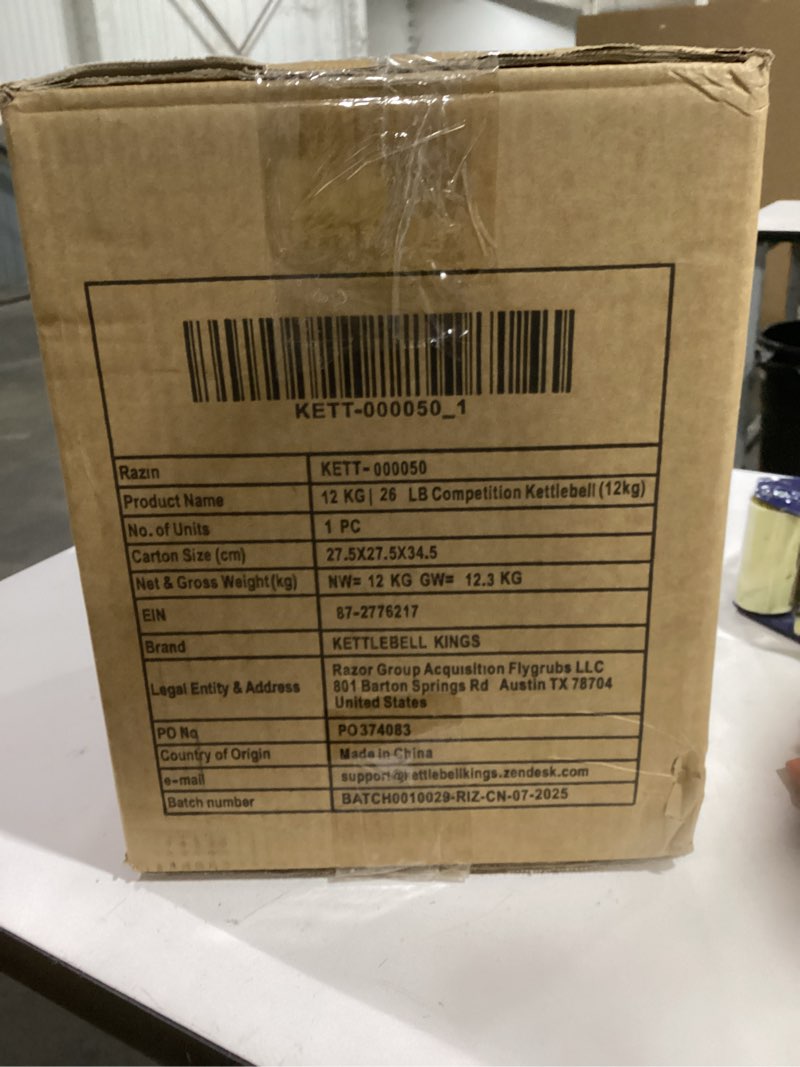 KETT-000050_1
Razin KETT-000050
Product Name 12 KG | 26 LB Competition Kettlebell (12kg)
No. of Units 1 PC
Carton Size (cm) 27.5X27.5X34.5
Net & Gross Weight(kg) NW= 12 KG GW= 12.3 KG
EIN 87-2776217
Brand KETTLEBELL KINGS
Legal Entity & Address Razor Group Acquisition Flygrubs LLC
801 Barton Springs Rd Austin TX 78704
United States
PO No PO374083
Country of Origin Made in China
e-mail support@kettlebellkings.zendesk.com
Batch number BATCH0010029-RIZ-CN-07-2025